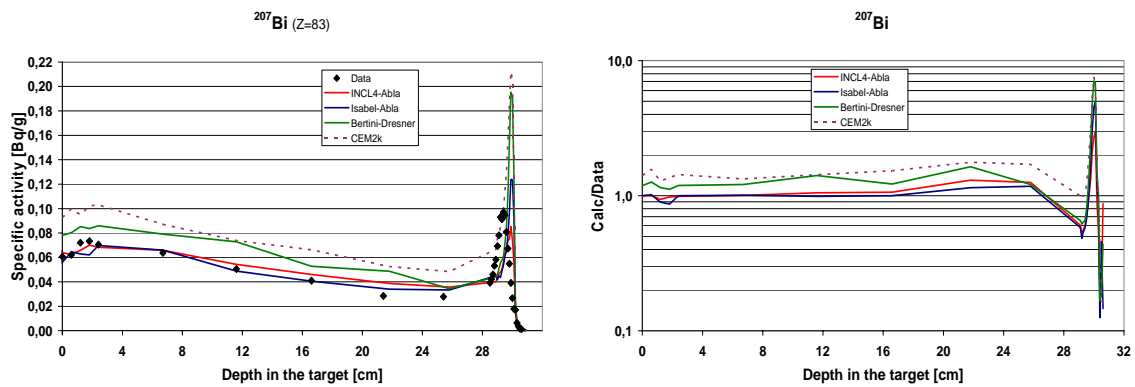 207Bi (Z=83)
Specific activity [Bq/g]
0,22
0,20
0,18
0,16
0,14
0,12
0,10
0,08
0,06
0,04
0,02
0,00
Data
INCL4-Abla
Isabel-Abla
Bertini-Dresner
CEM2k
0 4 8 12 16 20 24 28
Depth in the target [cm]
207Bi
Calc/Data
10,0
1,0
0,1
INCL4-Abla
Isabel-Abla
Bertini-Dresner
CEM2k
0 4 8 12 16 20 24 28 32
Depth in the target [cm]